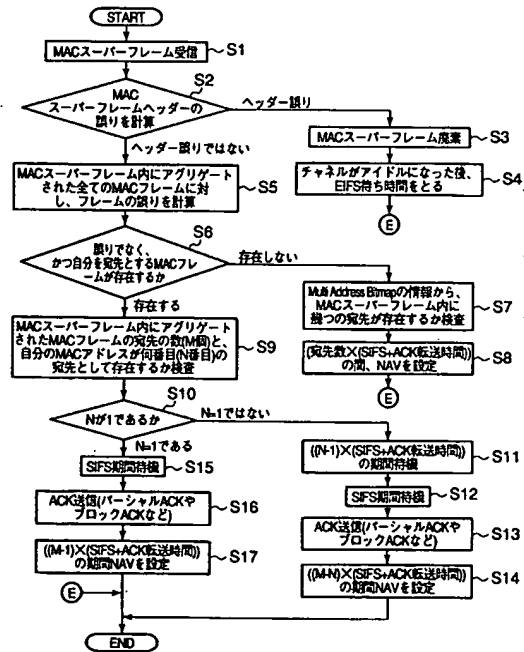 START
MACスーパーフレーム受信
S1
MAC
スーパーフレームヘッダーの
誤りを計算
S2
ヘッダー誤り
MACスーパーフレーム廃棄
S3
チャネルがアイドルになった後、
EIFS待ち時間をとる
S4
E
ヘッダー誤りではない
MACスーパーフレーム内にアグリゲート
された全てのMACフレームに対
し、フレームの誤りを計算
S5
誤りでなく、
かつ自分を宛先とするMACフレ
ームが存在するか
S6
存在しない
Multi Address Bitmapの情報から、
MACスーパーフレーム内に
幾つの宛先が存在するか検査
S7
(宛先数×(SIFS+ACK転送時間))
の間、NAVを設定
S8
E
存在する
MACスーパーフレーム内にアグリゲート
されたMACフレームの宛先の数(M個)と、
自分のMACアドレスが何番目(N番目)の
宛先として存在するか検査
S9
Nが1であるか
S10
N=1ではない
((N-1)×(SIFS+ACK転送時間))
の期間待機
S11
SIFS期間待機
S12
ACK送信(パーシャルACKや
ブロックACKなど)
S13
((M-N)×(SIFS+ACK転送時間))
の期間NAVを設定
S14
N=1である
SIFS期間待機
S15
ACK送信(パーシャルACKや
ブロックACKなど)
S16
((M-1)×(SIFS+ACK転送時間))
の期間NAVを設定
S17
E
END